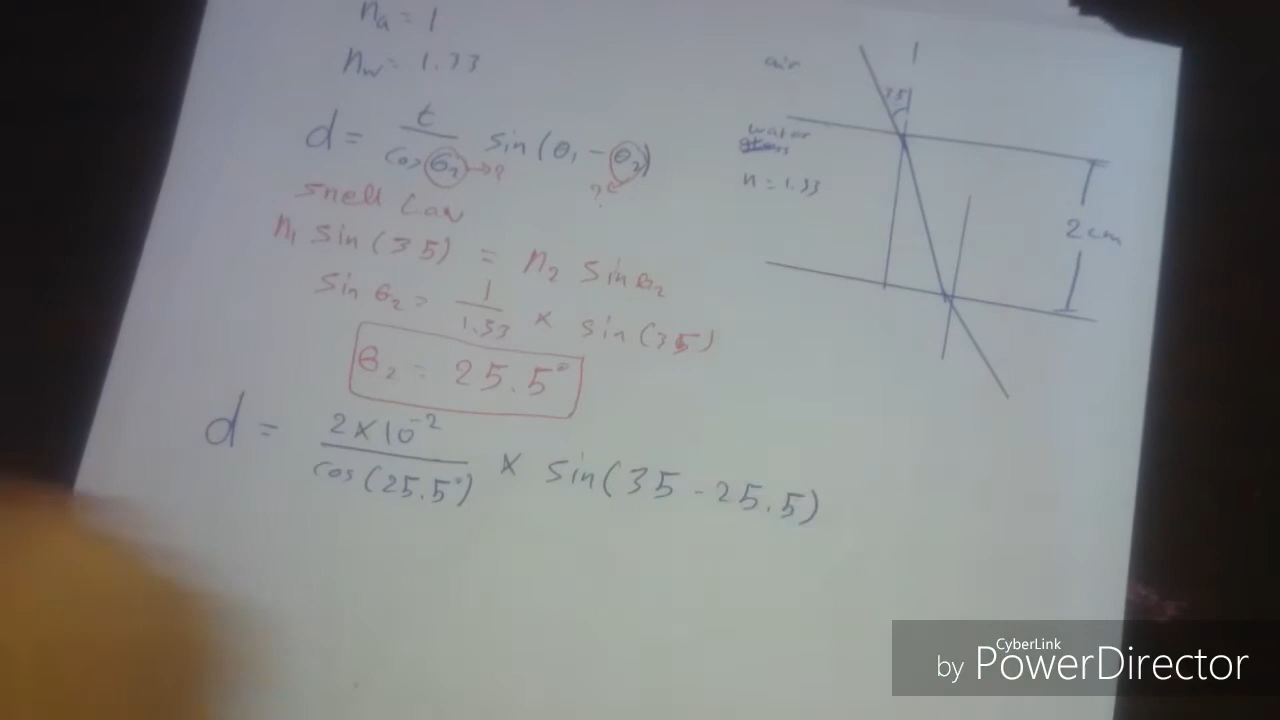 na = 1
nw = 1.33
d = t / cos θ2 → ? sin(θ1 - θ2)
?
Snell Law
n1 sin(35) = n2 sin θ2
sin θ2 = 1 / 1.33 × sin(35)
θ2 = 25.5°
d = 2×10^-2 / cos(25.5°) × sin(35 - 25.5)
air
35
water
n = 1.33
2 cm
CyberLink
by PowerDirector